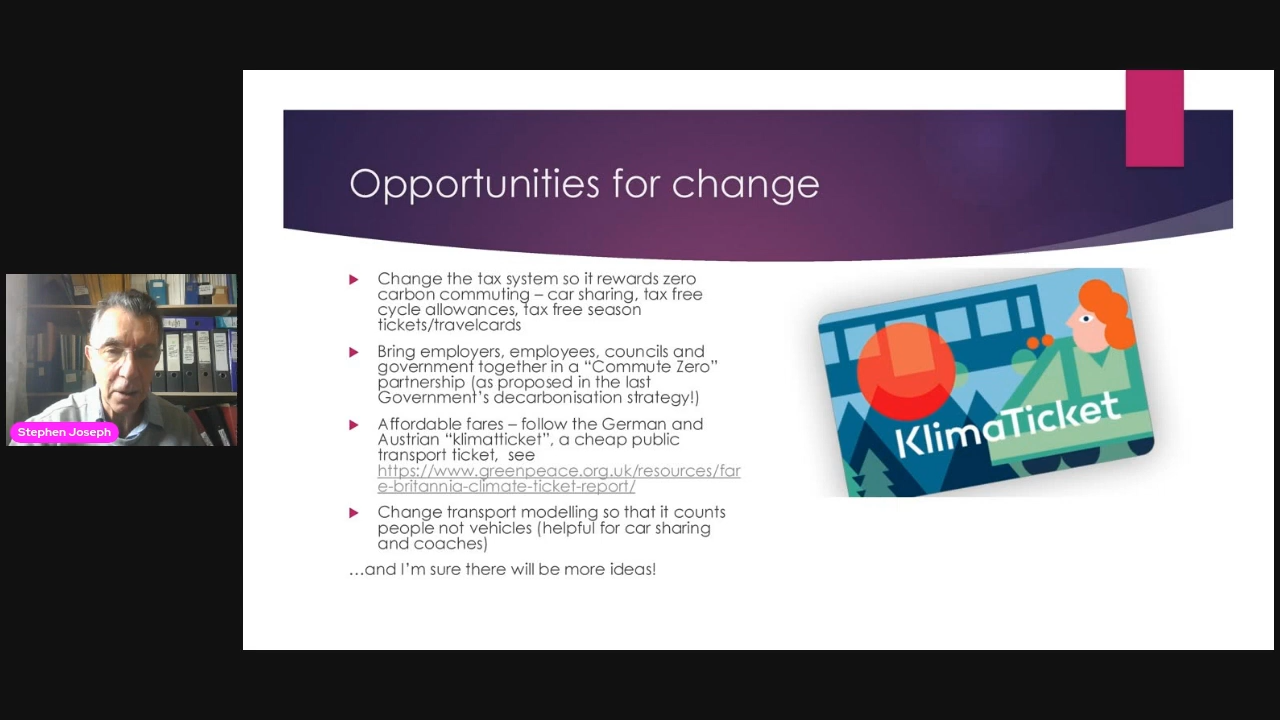 Opportunities for change
Change the tax system so it rewards zero
carbon commuting – car sharing, tax free
cycle allowances, tax free season
tickets/travelcards
Bring employers, employees, councils and
government together in a “Commute Zero”
partnership (as proposed in the last
Government’s decarbonisation strategy!)
Affordable fares – follow the German and
Austrian “klimatticket”, a cheap public
transport ticket, see
https://www.greenpeace.org.uk/resources/far
e-britannia-climate-ticket-report/
Change transport modelling so that it counts
people not vehicles (helpful for car sharing
and coaches)
…and I’m sure there will be more ideas!
KlimaTicket
Stephen Joseph